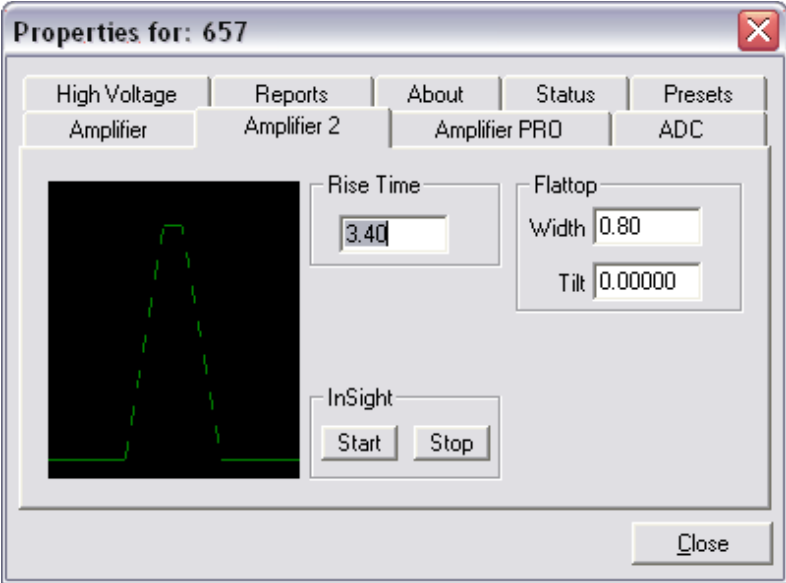 Properties for: 657
High Voltage Reports About Status Presets
Amplifier Amplifier 2 Amplifier PRO ADC
Rise Time
3.40
Flattop
Width 0.80
Tilt 0.00000
InSight
Start Stop
Close